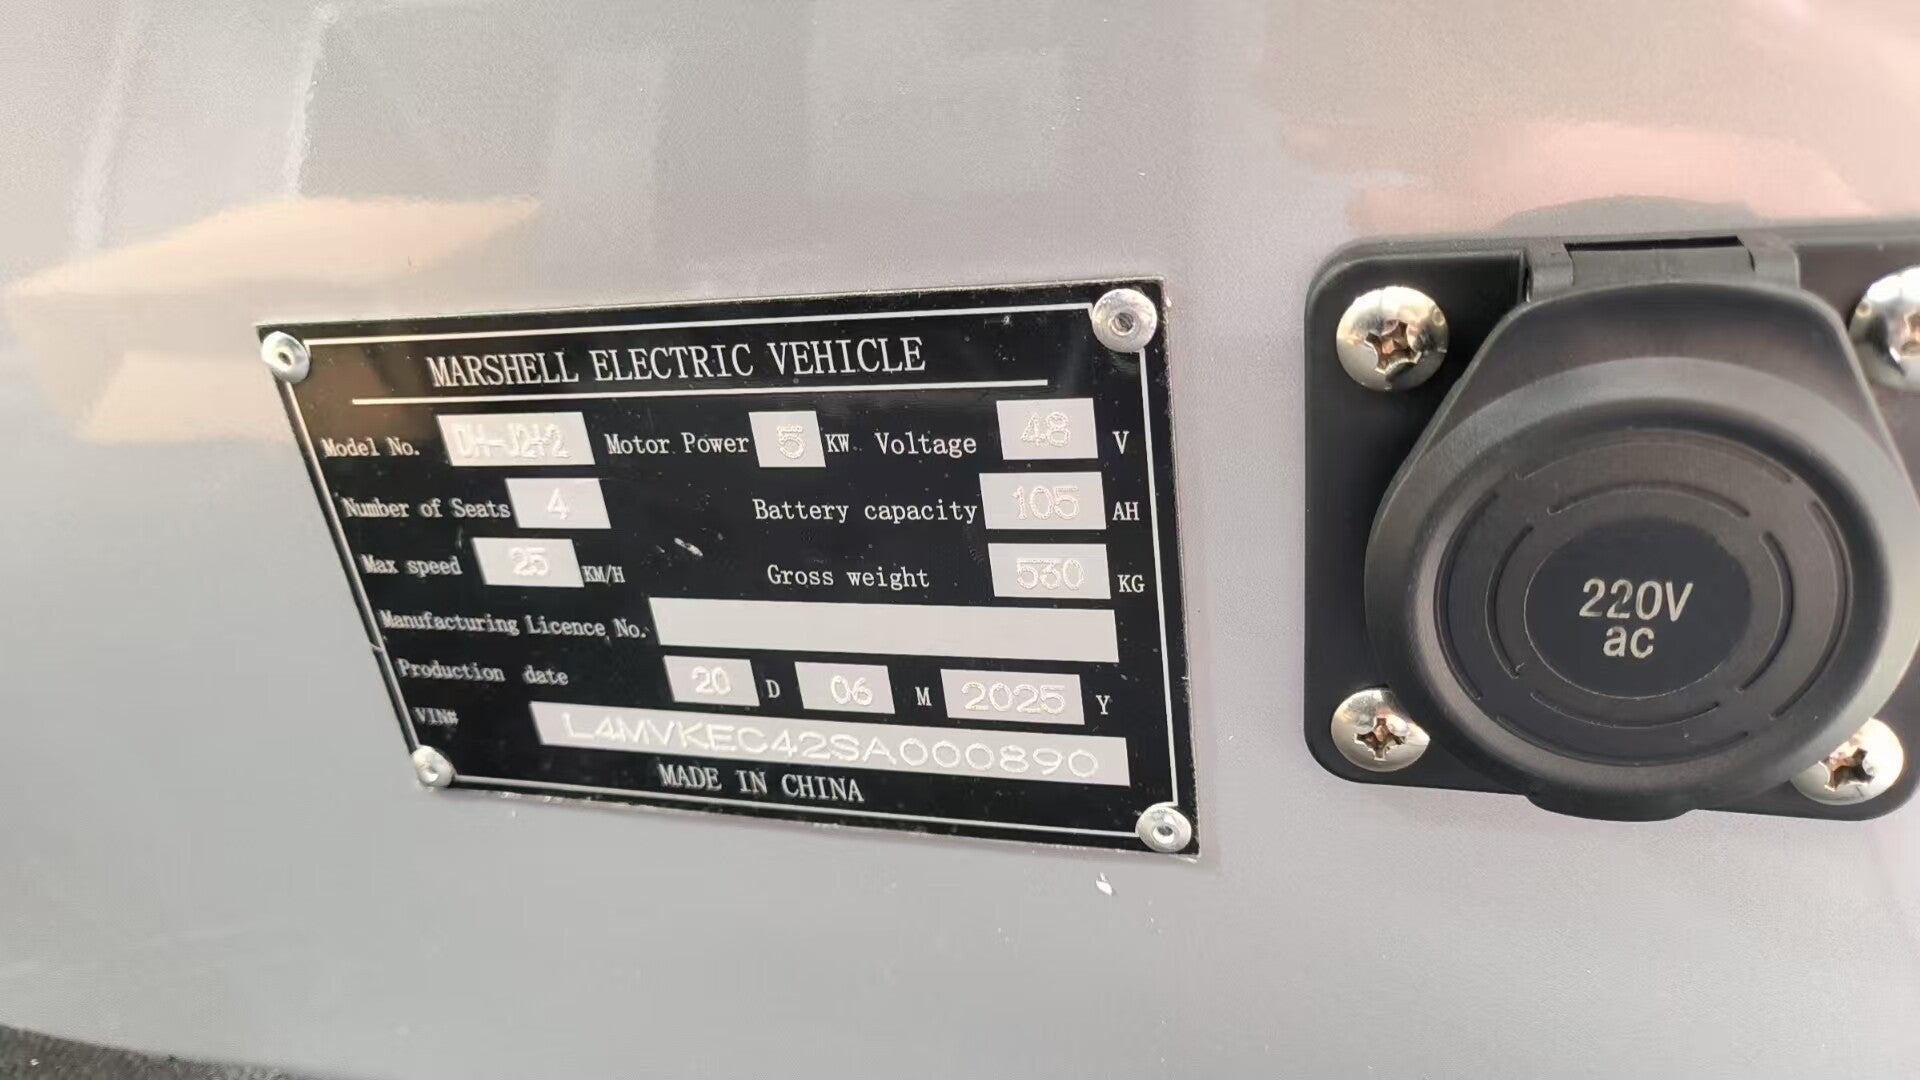 MARSHELL ELECTRIC VEHICLE
Model No. DH-J2+2 Motor Power 5 KW. Voltage 48 V
Number of Seats 4 Battery capacity 105 AH
Max speed 25 KM/H Gross weight 530 KG
Manufacturing Licence No.
Production date 20 D 06 M 2025 Y
VIN# L4MVKEC42SA000890
MADE IN CHINA
220V
ac